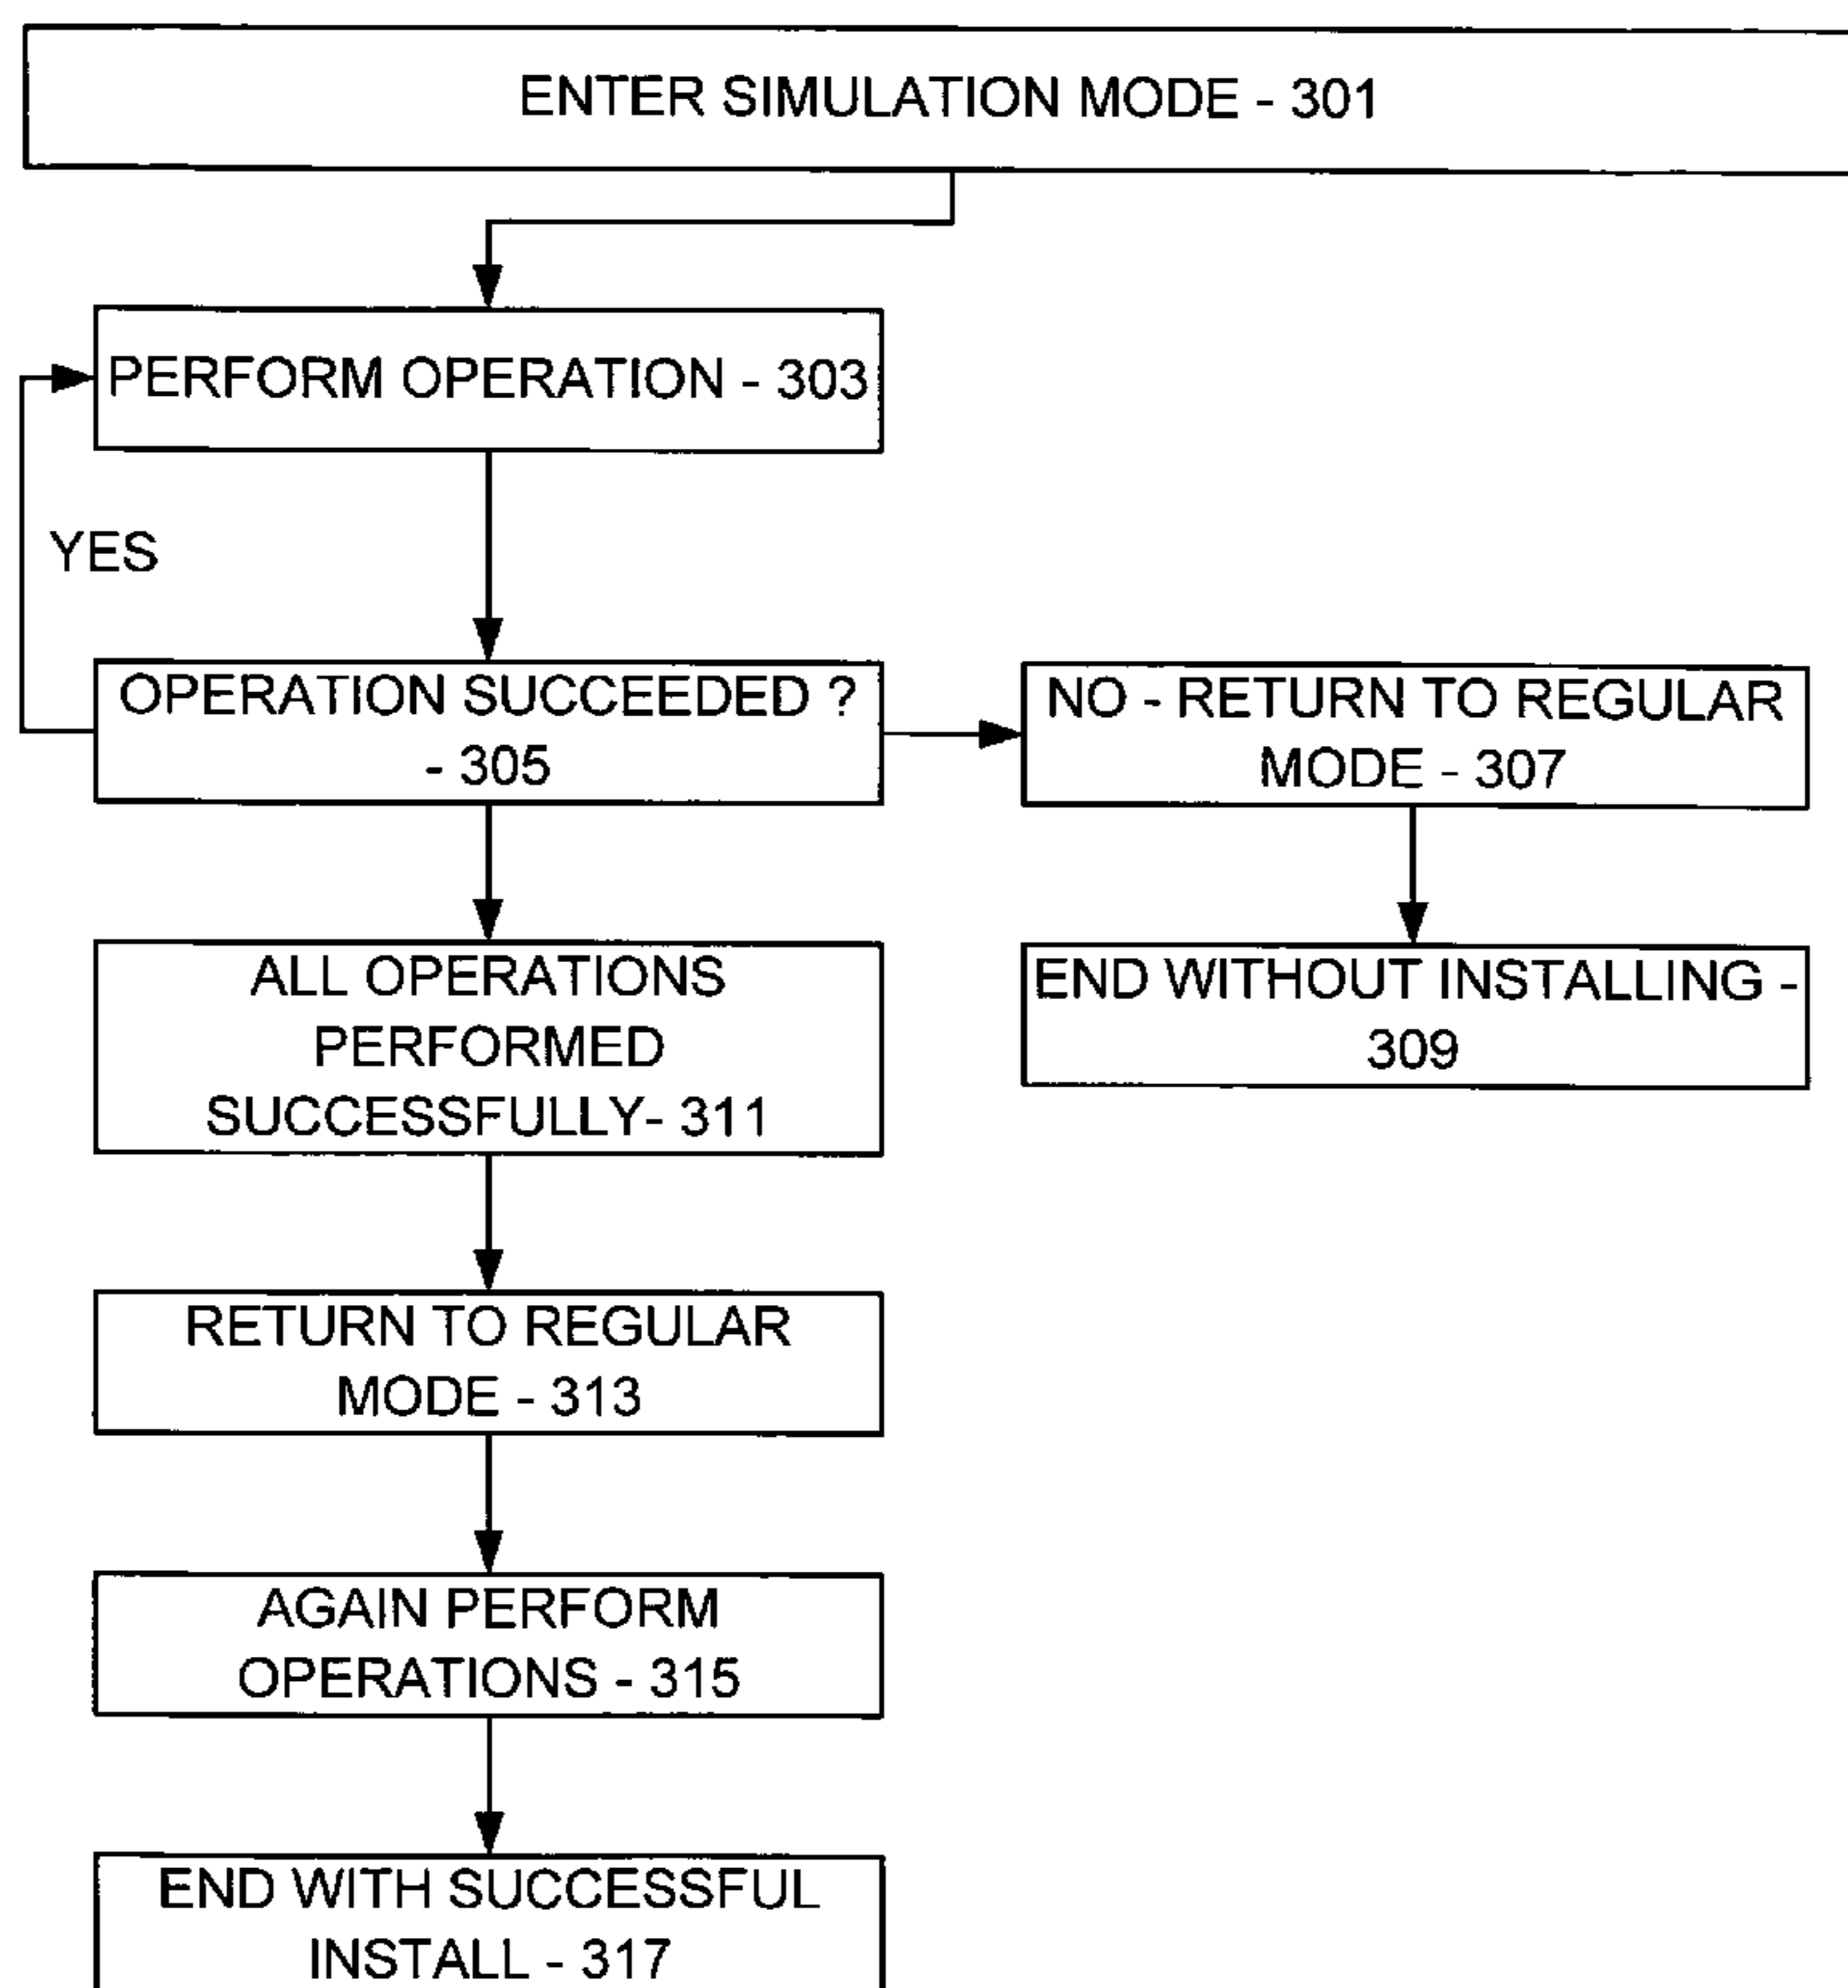 ENTER SIMULATION MODE - 301
PERFORM OPERATION - 303
YES
OPERATION SUCCEEDED ?
- 305
NO - RETURN TO REGULAR
MODE - 307
ALL OPERATIONS
PERFORMED
SUCCESSFULLY- 311
END WITHOUT INSTALLING -
309
RETURN TO REGULAR
MODE - 313
AGAIN PERFORM
OPERATIONS - 315
END WITH SUCCESSFUL
INSTALL - 317